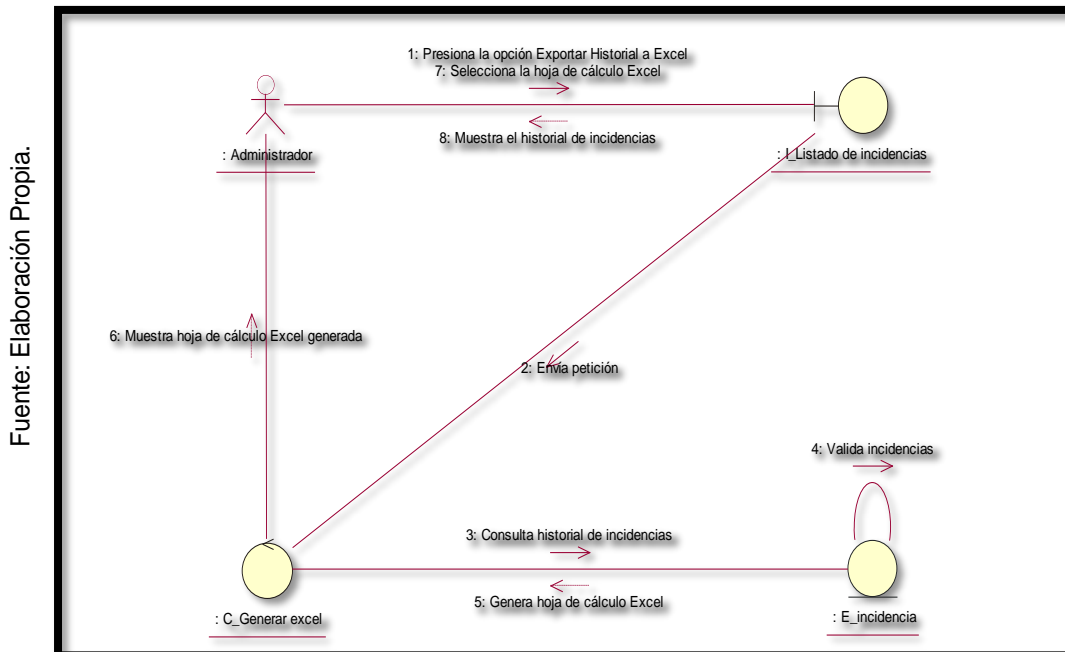 Fuente: Elaboración Propia.
1: Presiona la opción Exportar Historial a Excel
7: Selecciona la hoja de cálculo Excel
8: Muestra el historial de incidencias
: Administrador
: I_Listado de incidencias
6: Muestra hoja de cálculo Excel generada
2: Envía petición
4: Valida incidencias
3: Consulta historial de incidencias
5: Genera hoja de cálculo Excel
: C_Generar excel
: E_incidencia